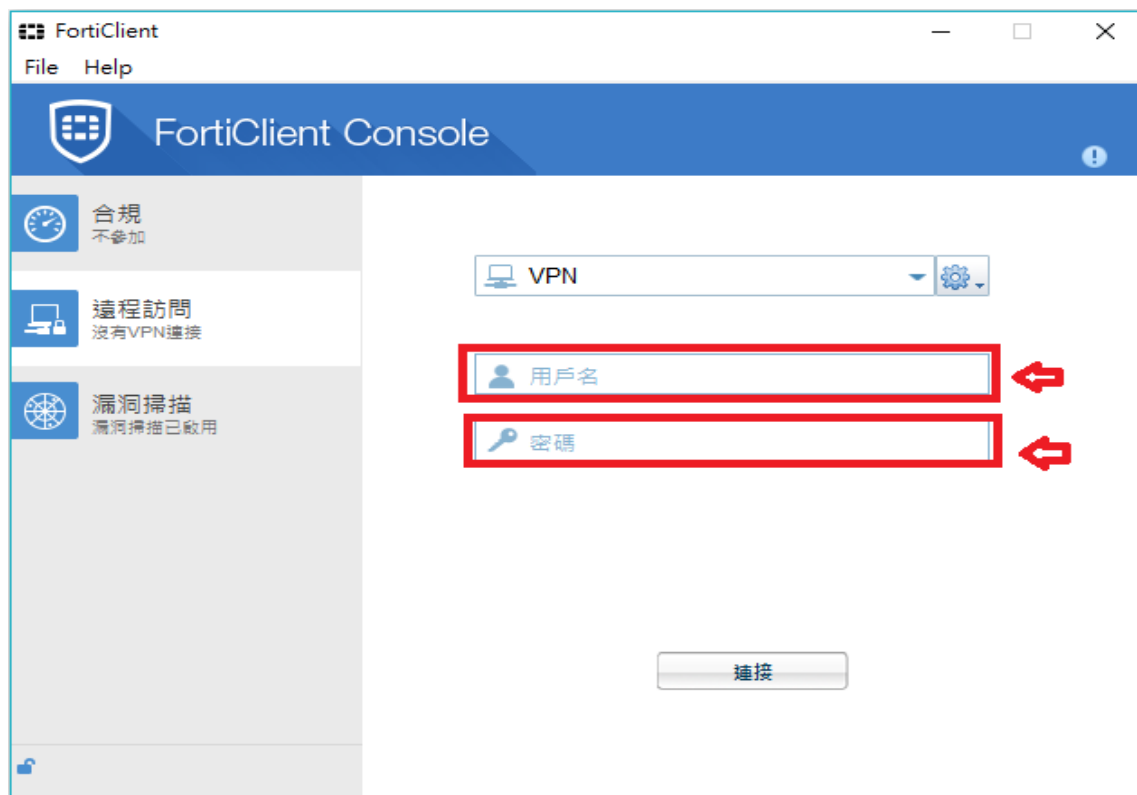 FortiClient
File Help
FortiClient Console
合規
不參加
遠程訪問
沒有VPN連接
漏洞掃描
漏洞掃描已啟用
VPN
用戶名
密碼
連接